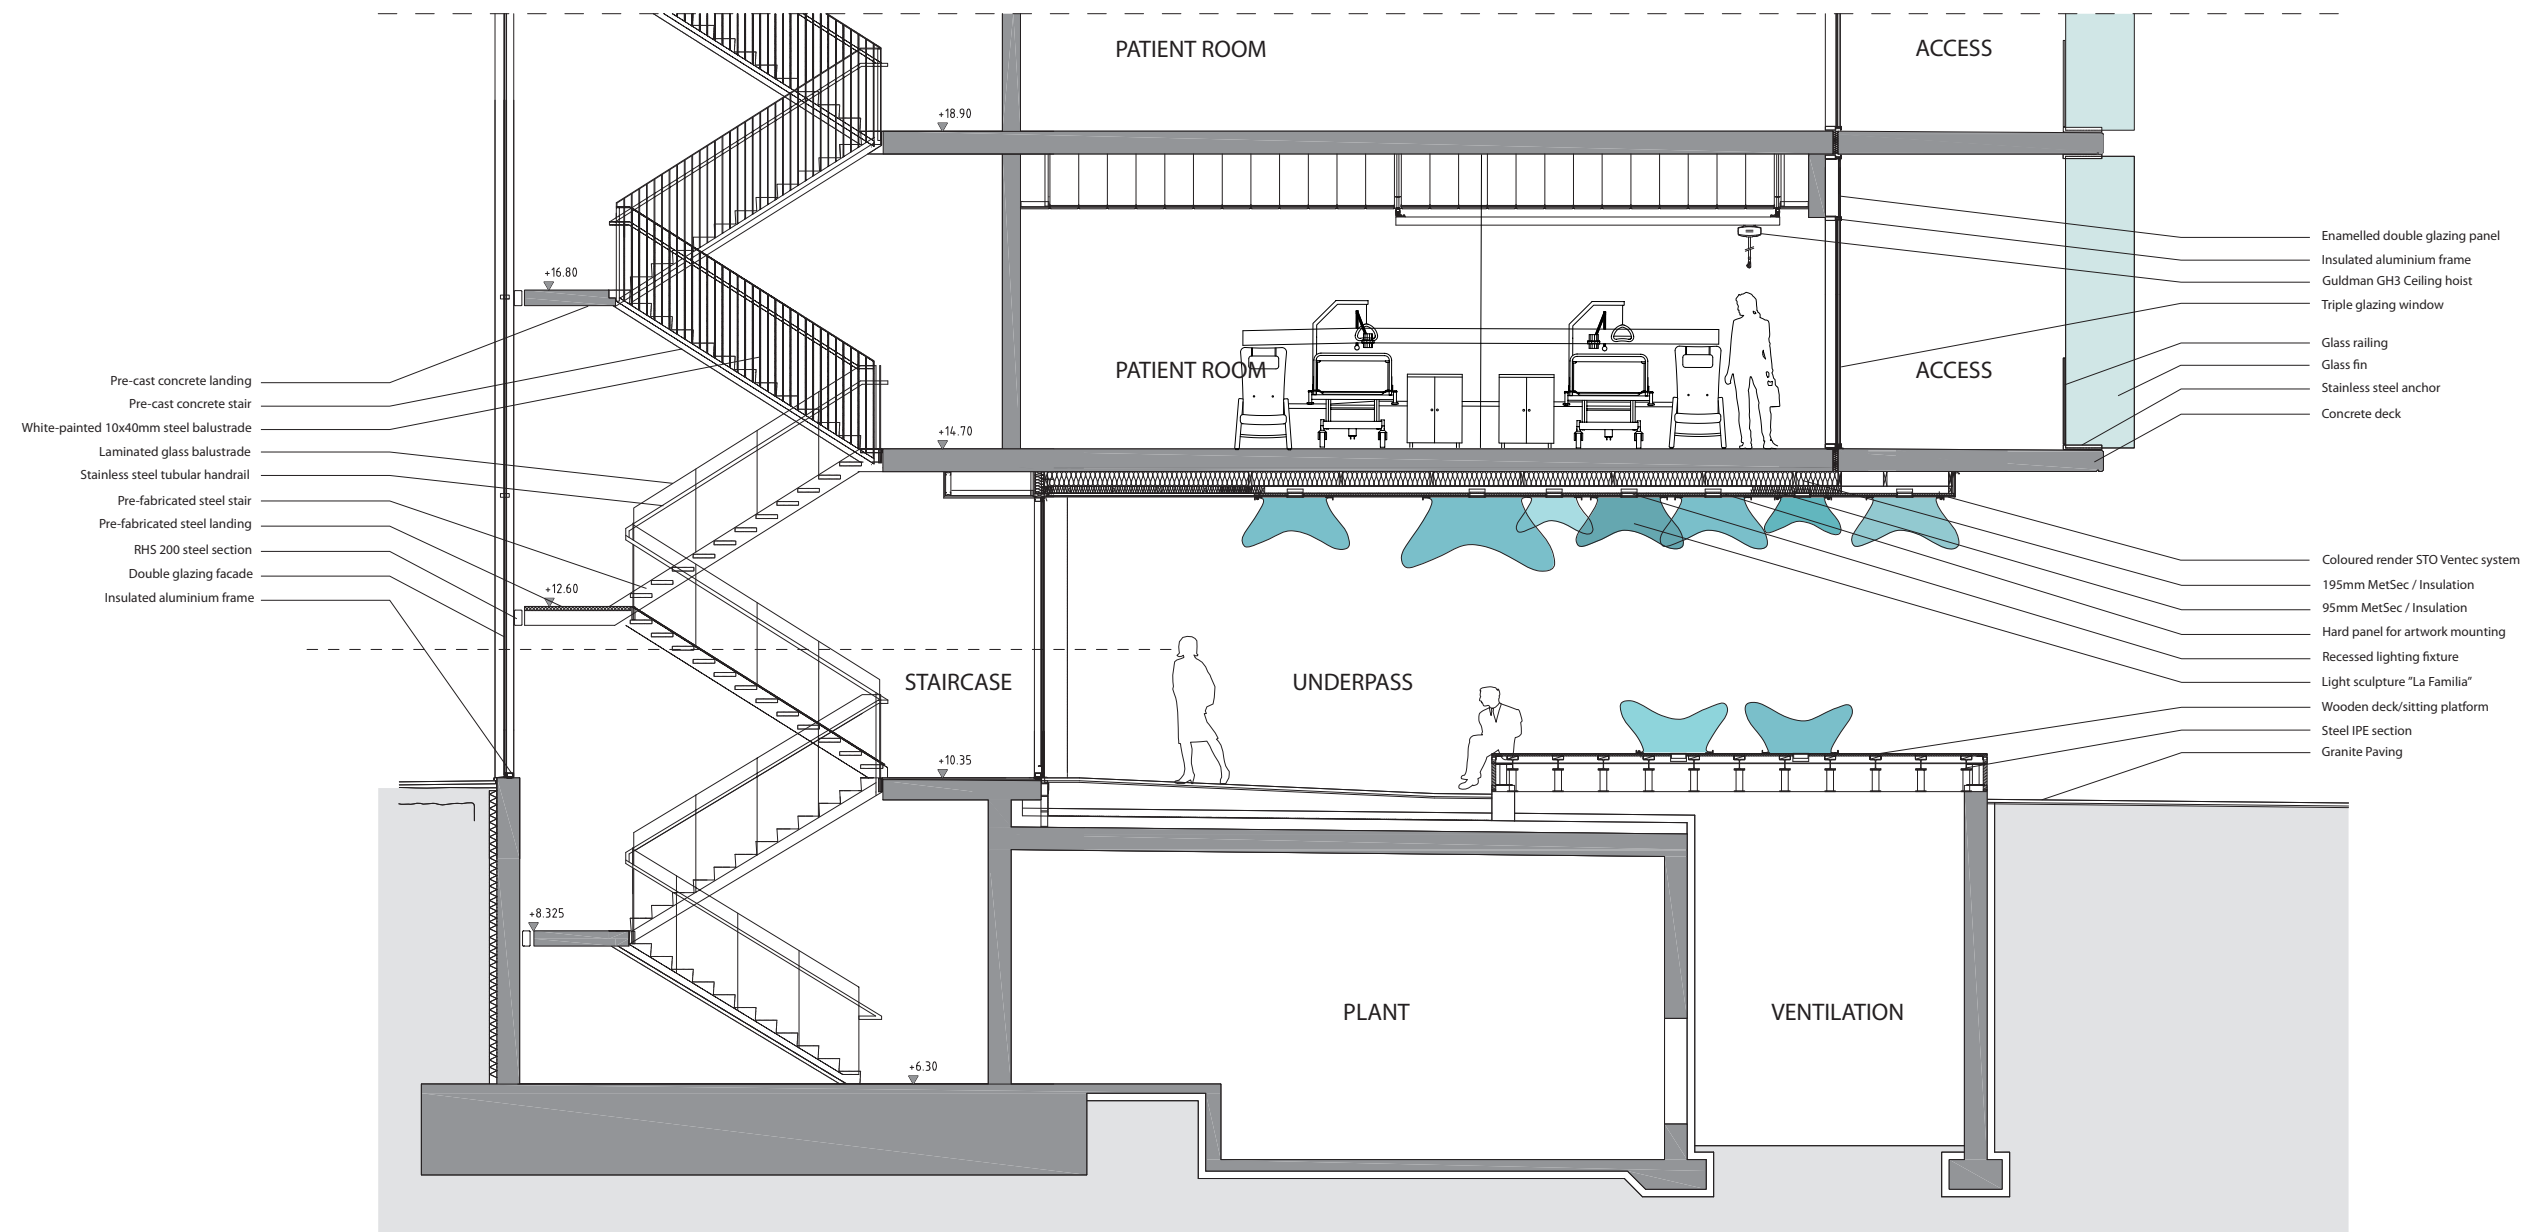 PATIENT ROOM
ACCESS
+18.90
+16.80
PATIENT ROOM
ACCESS
+14.70
+12.60
STAIRCASE
UNDERPASS
+10.35
+8.325
PLANT
VENTILATION
+6.30
Pre-cast concrete landing
Pre-cast concrete stair
White-painted 10x40mm steel balustrade
Laminated glass balustrade
Stainless steel tubular handrail
Pre-fabricated steel stair
Pre-fabricated steel landing
RHS 200 steel section
Double glazing facade
Insulated aluminium frame
Enamelled double glazing panel
Insulated aluminium frame
Guldman GH3 Ceiling hoist
Triple glazing window
Glass railing
Glass fin
Stainless steel anchor
Concrete deck
Coloured render STO Ventec system
195mm MetSec / Insulation
95mm MetSec / Insulation
Hard panel for artwork mounting
Recessed lighting fixture
Light sculpture ”La Familia”
Wooden deck/sitting platform
Steel IPE section
Granite Paving